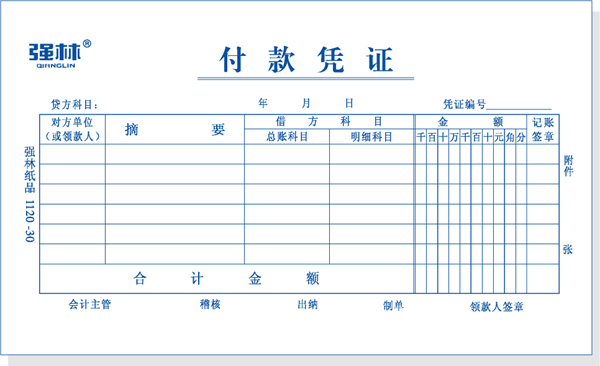 强林®
QIANGLIN
付款凭证
贷方科目： 年 月 日 凭证编号
对方单位
（或领款人）
摘 要
借 方 科 目
总账科目 明细科目
金 额
千百十万千百十元角分
记账
签章
合 计 金 额
会计主管 稽核 出纳 制单 领款人签章
强林纸品 1120-30
附件 张